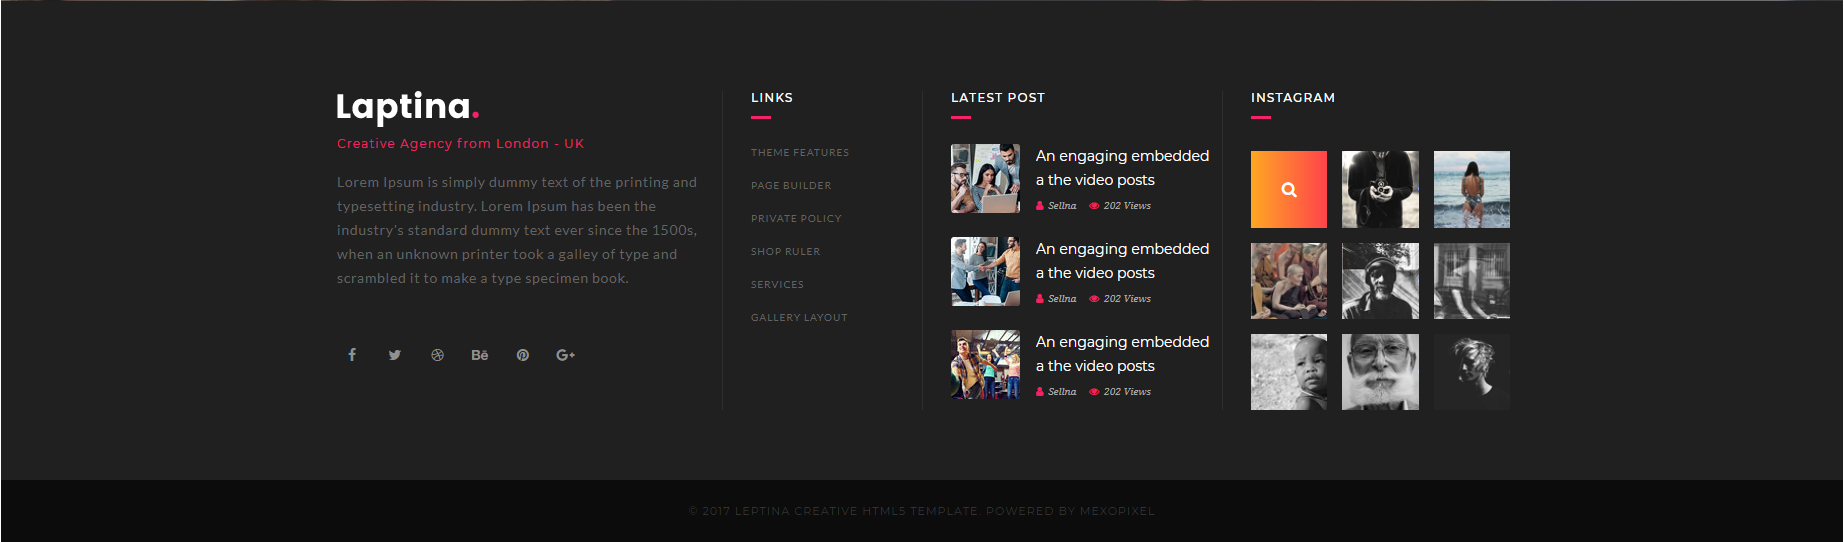 Laptina.
Creative Agency from London - UK
Lorem Ipsum is simply dummy text of the printing and
typesetting industry. Lorem Ipsum has been the
industry's standard dummy text ever since the 1500s,
when an unknown printer took a galley of type and
scrambled it to make a type specimen book.
LINKS
THEME FEATURES
PAGE BUILDER
PRIVATE POLICY
SHOP RULER
SERVICES
GALLERY LAYOUT
LATEST POST
An engaging embedded
a the video posts
Sellna 202 Views
An engaging embedded
a the video posts
Sellna 202 Views
An engaging embedded
a the video posts
Sellna 202 Views
INSTAGRAM
© 2017 LEPTINA CREATIVE HTML5 TEMPLATE. POWERED BY MEXOPIXEL